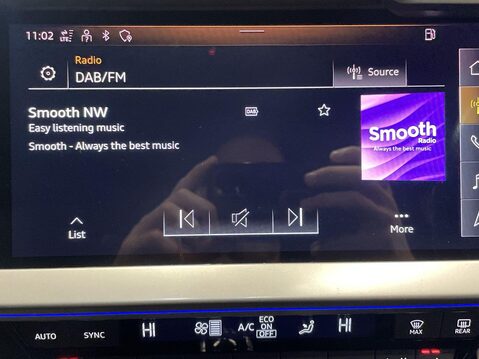 11:02 LTE
Radio
DAB/FM
Source
Smooth NW
DAB
Easy listening music
Smooth - Always the best music
Smooth
Radio
Always the best music
List
More
AUTO
SYNC
HI
A/C
ECO
ON
OFF
HI
MAX
REAR